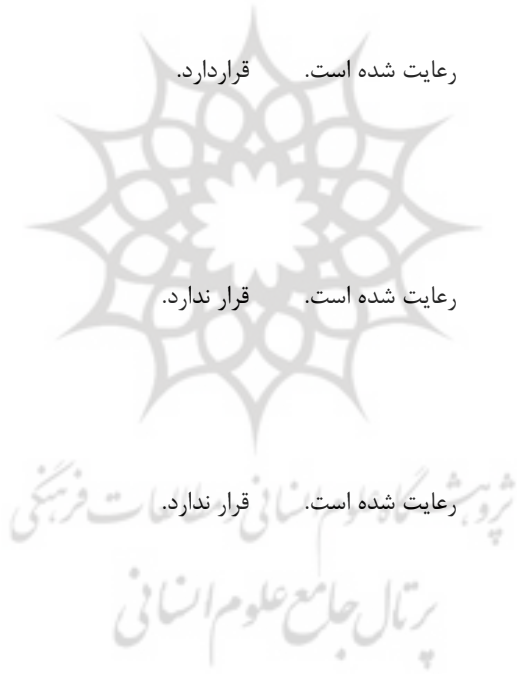 رعایت شده است. قراردارد.
رعایت شده است. قرار ندارد.
رعایت شده است. قرار ندارد.
پژوهشگاه علوم انسانی و مطالعات فرهنگی
پرتال جامع علوم انسانی